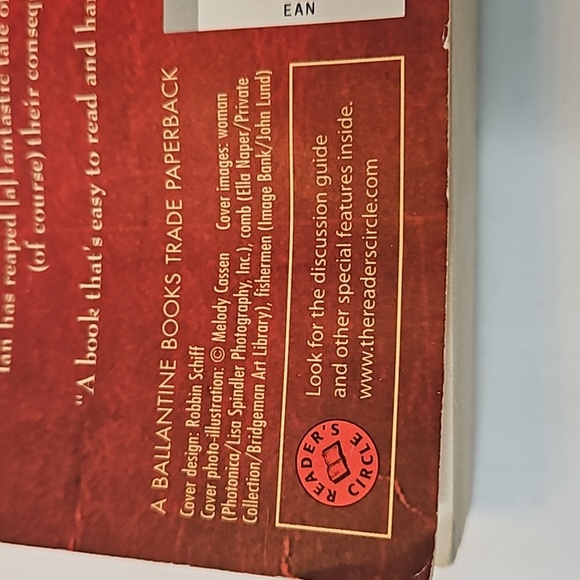 has reaped [a] fantastic tale
(of course) their
"A book that's easy to read and
A BALLANTINE BOOKS TRADE PAPERBACK
Cover design: Robbin Schiff
Cover photo-illustration: © Melody Cassen Cover images: woman
(Photonica/Lisa Spindler Photography, Inc.), comb (Ella Naper/Private
Collection/Bridgeman Art Library), fishermen (Image Bank/John Lund)
READER'S CIRCLE
Look for the discussion guide
and other special features inside.
www.thereaderscircle.com
EAN